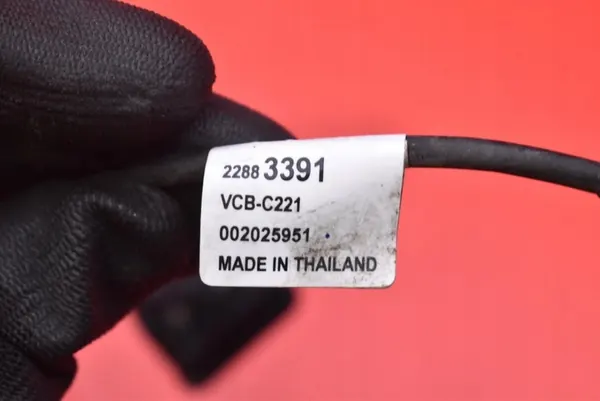 2288 3391
VCB-C221
002025951
MADE IN THAILAND